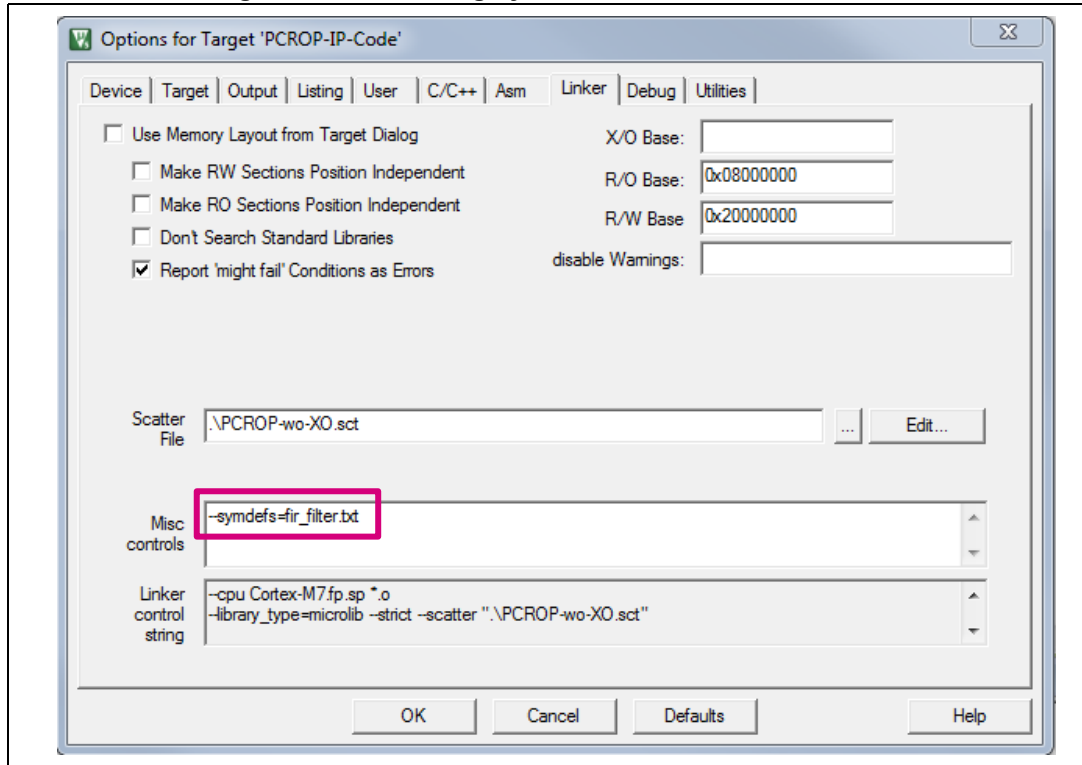 Options for Target 'PCROP-IP-Code'
Device Target Output Listing User C/C++ Asm Linker Debug Utilities
Use Memory Layout from Target Dialog
X/O Base:
Make RW Sections Position Independent
R/O Base: 0x08000000
Make RO Sections Position Independent
R/W Base 0x20000000
Don't Search Standard Libraries
disable Warnings:
Report 'might fail' Conditions as Errors
Scatter File
.\PCROP-wo-XO.sct
... Edit...
Misc controls
--symdefs=fir_filter.txt
Linker control string
--cpu Cortex-M7.fp.sp *.o
--library_type=microlib --strict --scatter ".\PCROP-wo-XO.sct"
OK Cancel Defaults Help